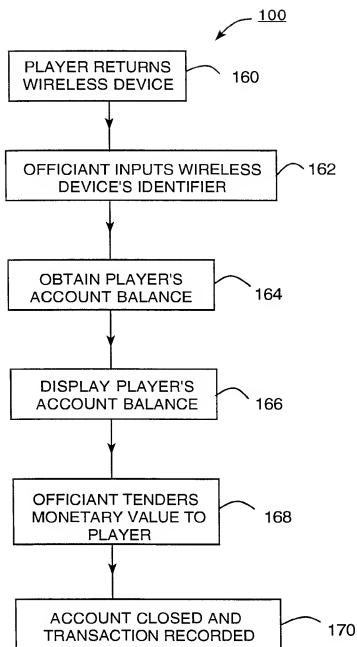 100
PLAYER RETURNS
WIRELESS DEVICE
160
OFFICIANT INPUTS WIRELESS
DEVICE'S IDENTIFIER
162
OBTAIN PLAYER'S
ACCOUNT BALANCE
164
DISPLAY PLAYER'S
ACCOUNT BALANCE
166
OFFICIANT TENDERS
MONETARY VALUE TO
PLAYER
168
ACCOUNT CLOSED AND
TRANSACTION RECORDED
170